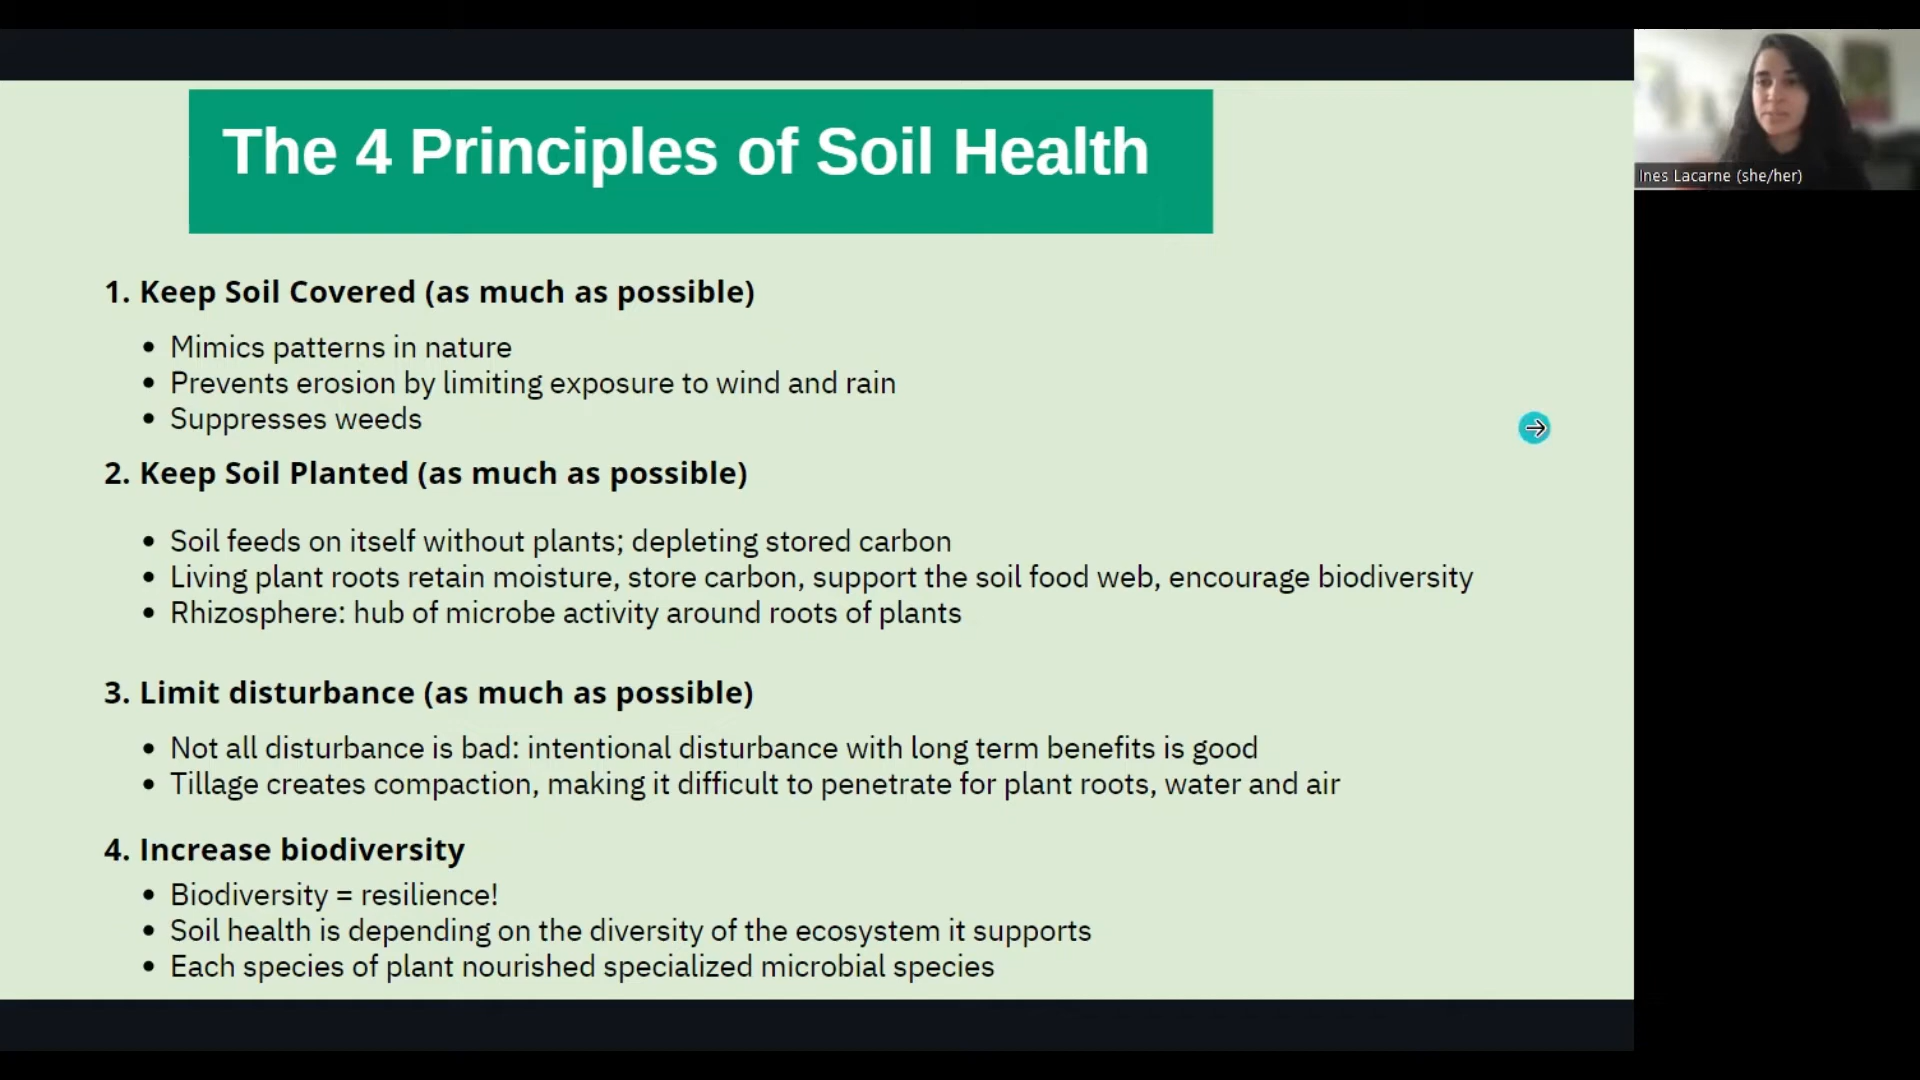 The 4 Principles of Soil Health
Ines Lacarne (she/her)
1. Keep Soil Covered (as much as possible)
• Mimics patterns in nature
• Prevents erosion by limiting exposure to wind and rain
• Suppresses weeds
2. Keep Soil Planted (as much as possible)
• Soil feeds on itself without plants; depleting stored carbon
• Living plant roots retain moisture, store carbon, support the soil food web, encourage biodiversity
• Rhizosphere: hub of microbe activity around roots of plants
3. Limit disturbance (as much as possible)
• Not all disturbance is bad: intentional disturbance with long term benefits is good
• Tillage creates compaction, making it difficult to penetrate for plant roots, water and air
4. Increase biodiversity
• Biodiversity = resilience!
• Soil health is depending on the diversity of the ecosystem it supports
• Each species of plant nourished specialized microbial species